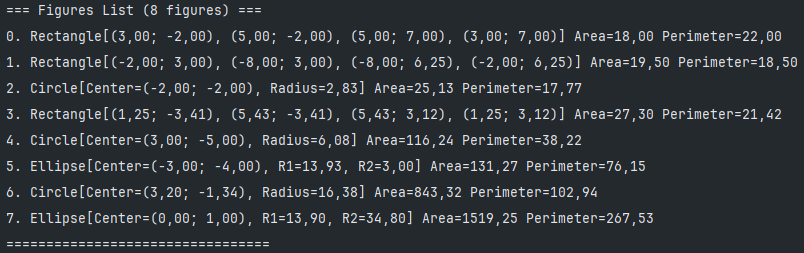 === Figures List (8 figures) ===
0. Rectangle[(3,00; -2,00), (5,00; -2,00), (5,00; 7,00), (3,00; 7,00)] Area=18,00 Perimeter=22,00
1. Rectangle[(-2,00; 3,00), (-8,00; 3,00), (-8,00; 6,25), (-2,00; 6,25)] Area=19,50 Perimeter=18,50
2. Circle[Center=(-2,00; -2,00), Radius=2,83] Area=25,13 Perimeter=17,77
3. Rectangle[(1,25; -3,41), (5,43; -3,41), (5,43; 3,12), (1,25; 3,12)] Area=27,30 Perimeter=21,42
4. Circle[Center=(3,00; -5,00), Radius=6,08] Area=116,24 Perimeter=38,22
5. Ellipse[Center=(-3,00; -4,00), R1=13,93, R2=3,00] Area=131,27 Perimeter=76,15
6. Circle[Center=(3,20; -1,34), Radius=16,38] Area=843,32 Perimeter=102,94
7. Ellipse[Center=(0,00; 1,00), R1=13,90, R2=34,80] Area=1519,25 Perimeter=267,53
=================================